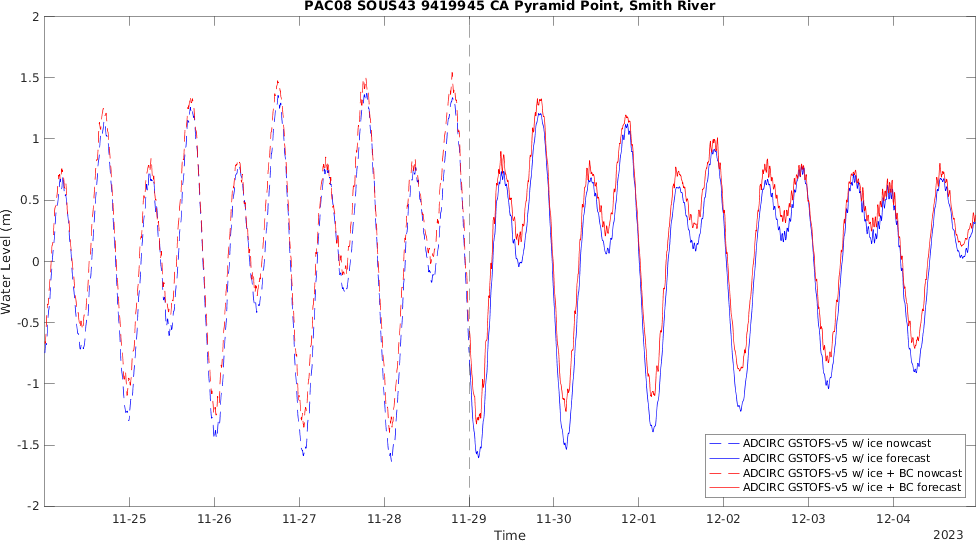 PAC08 SOUS43 9419945 CA Pyramid Point, Smith River
2
1.5
1
0.5
0
-0.5
-1
-1.5
-2
Water Level (m)
11-25 11-26 11-27 11-28 11-29 11-30 12-01 12-02 12-03 12-04
Time
2023
ADCIRC GSTOFS-v5 w/ ice nowcast
ADCIRC GSTOFS-v5 w/ ice forecast
ADCIRC GSTOFS-v5 w/ ice + BC nowcast
ADCIRC GSTOFS-v5 w/ ice + BC forecast